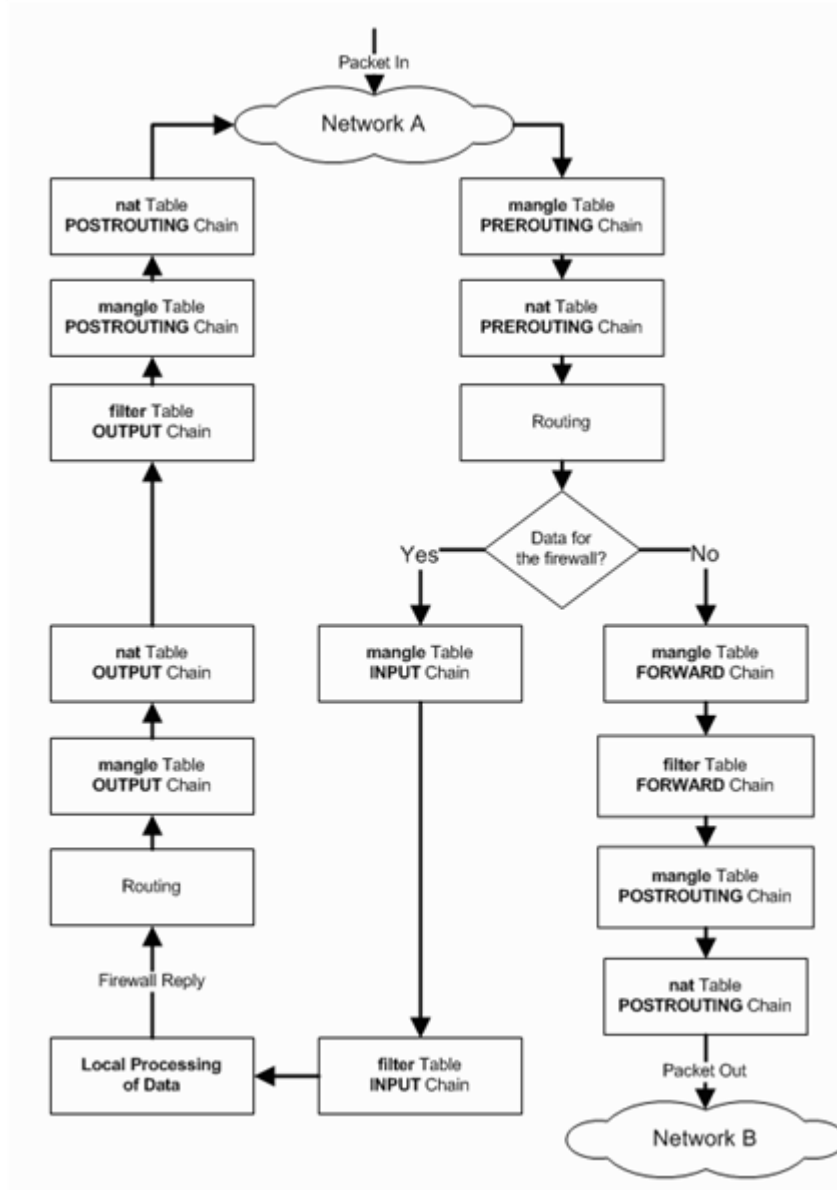 Packet In
Network A
nat Table
POSTROUTING Chain
mangle Table
PREROUTING Chain
mangle Table
POSTROUTING Chain
nat Table
PREROUTING Chain
filter Table
OUTPUT Chain
Routing
Data for
the firewall?
Yes
No
nat Table
OUTPUT Chain
mangle Table
INPUT Chain
mangle Table
FORWARD Chain
mangle Table
OUTPUT Chain
filter Table
FORWARD Chain
Routing
mangle Table
POSTROUTING Chain
Firewall Reply
nat Table
POSTROUTING Chain
Local Processing
of Data
filter Table
INPUT Chain
Packet Out
Network B